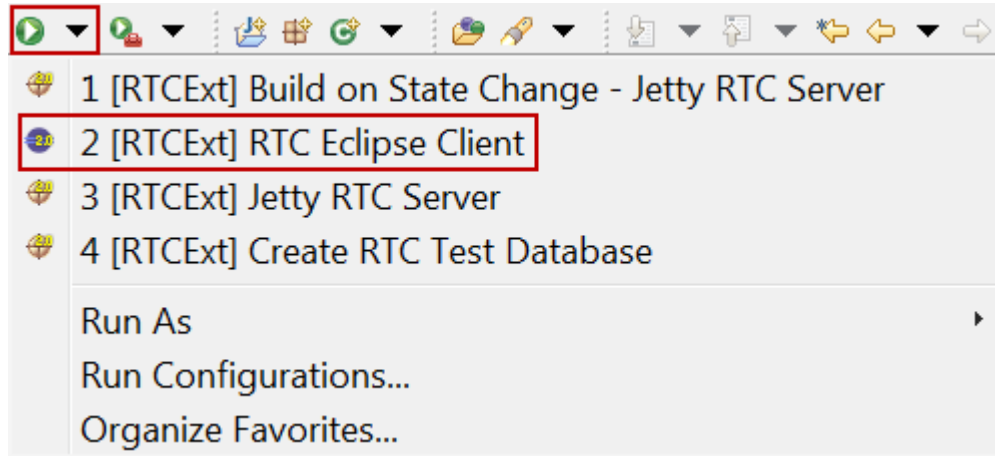 1 [RTCExt] Build on State Change - Jetty RTC Server
2 [RTCExt] RTC Eclipse Client
3 [RTCExt] Jetty RTC Server
4 [RTCExt] Create RTC Test Database
Run As
Run Configurations...
Organize Favorites...